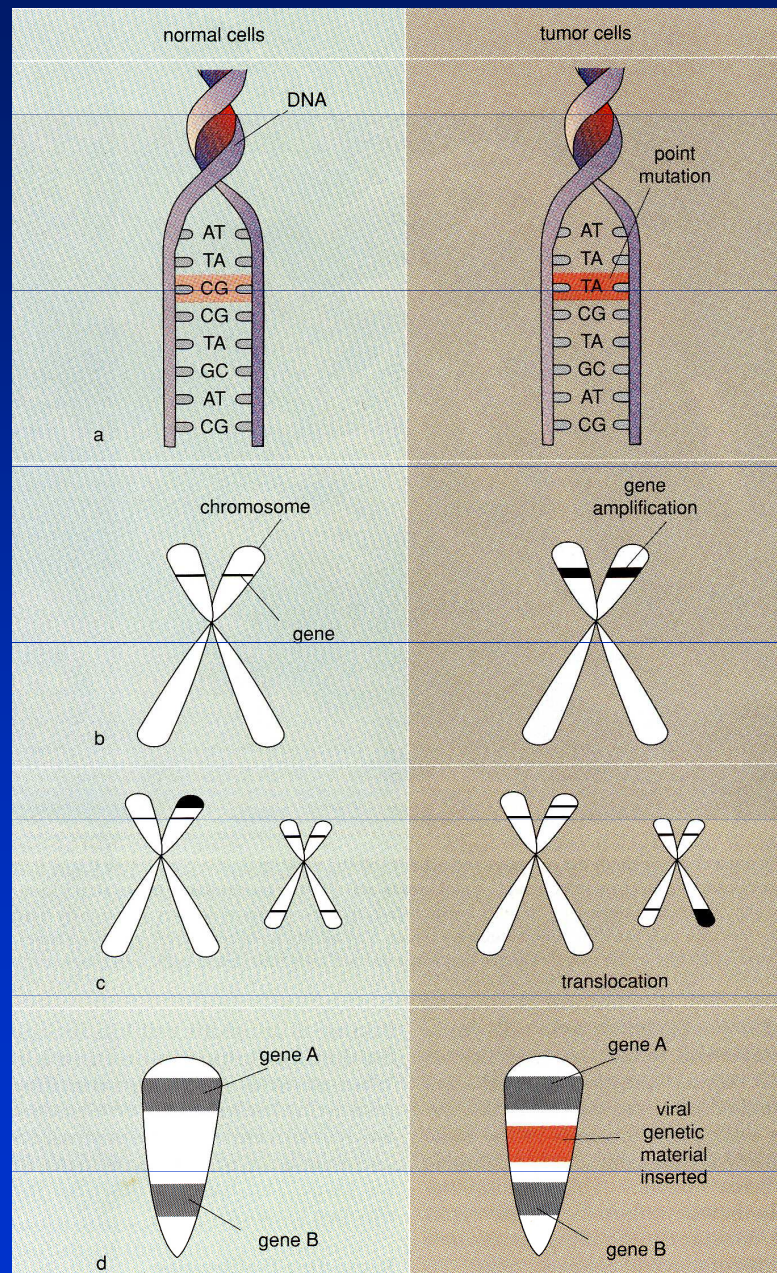 normal cells
tumor cells
DNA
AT
TA
CG
CG
TA
GC
AT
CG
a
point
mutation
AT
TA
TA
CG
TA
GC
AT
CG
chromosome
gene
b
gene
amplification
c
translocation
gene A
gene B
d
gene A
viral
genetic
material
inserted
gene B